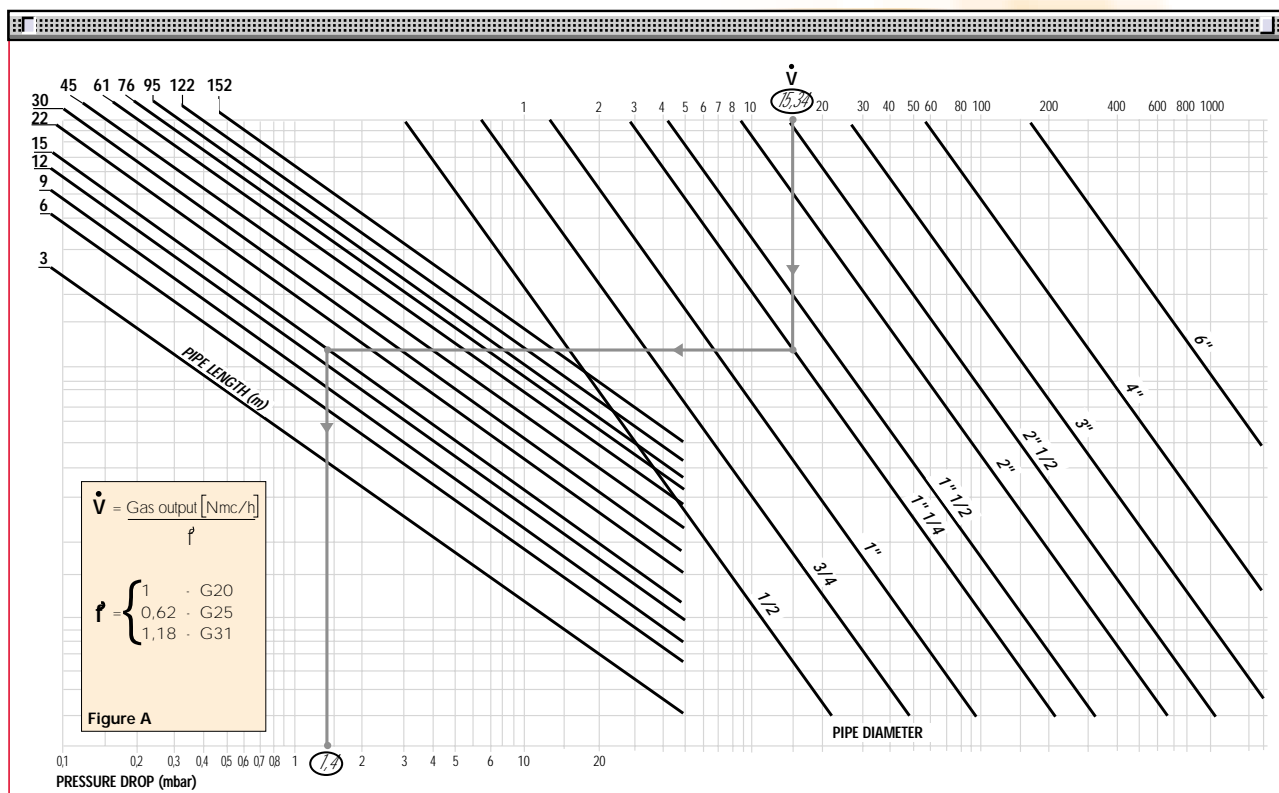 V
15,34
1 2 3 4 5 6 7 8 10 20 30 40 50 60 80 100 200 400 600 800 1000
45 61 76 95 122 152
30
22
15
12
9
6
3
PIPE LENGTH (m)
6"
4"
3"
2" 1/2
2"
1" 1/2
1" 1/4
1"
3/4
1/2
V = Gas output [Nmc/h]
f
f = { 1 - G20
0,62 - G25
1,18 - G31
Figure A
PIPE DIAMETER
0,1 0,2 0,3 0,4 0,5 0,6 0,7 0,8 1 1,4 2 3 4 5 6 10 20
PRESSURE DROP (mbar)